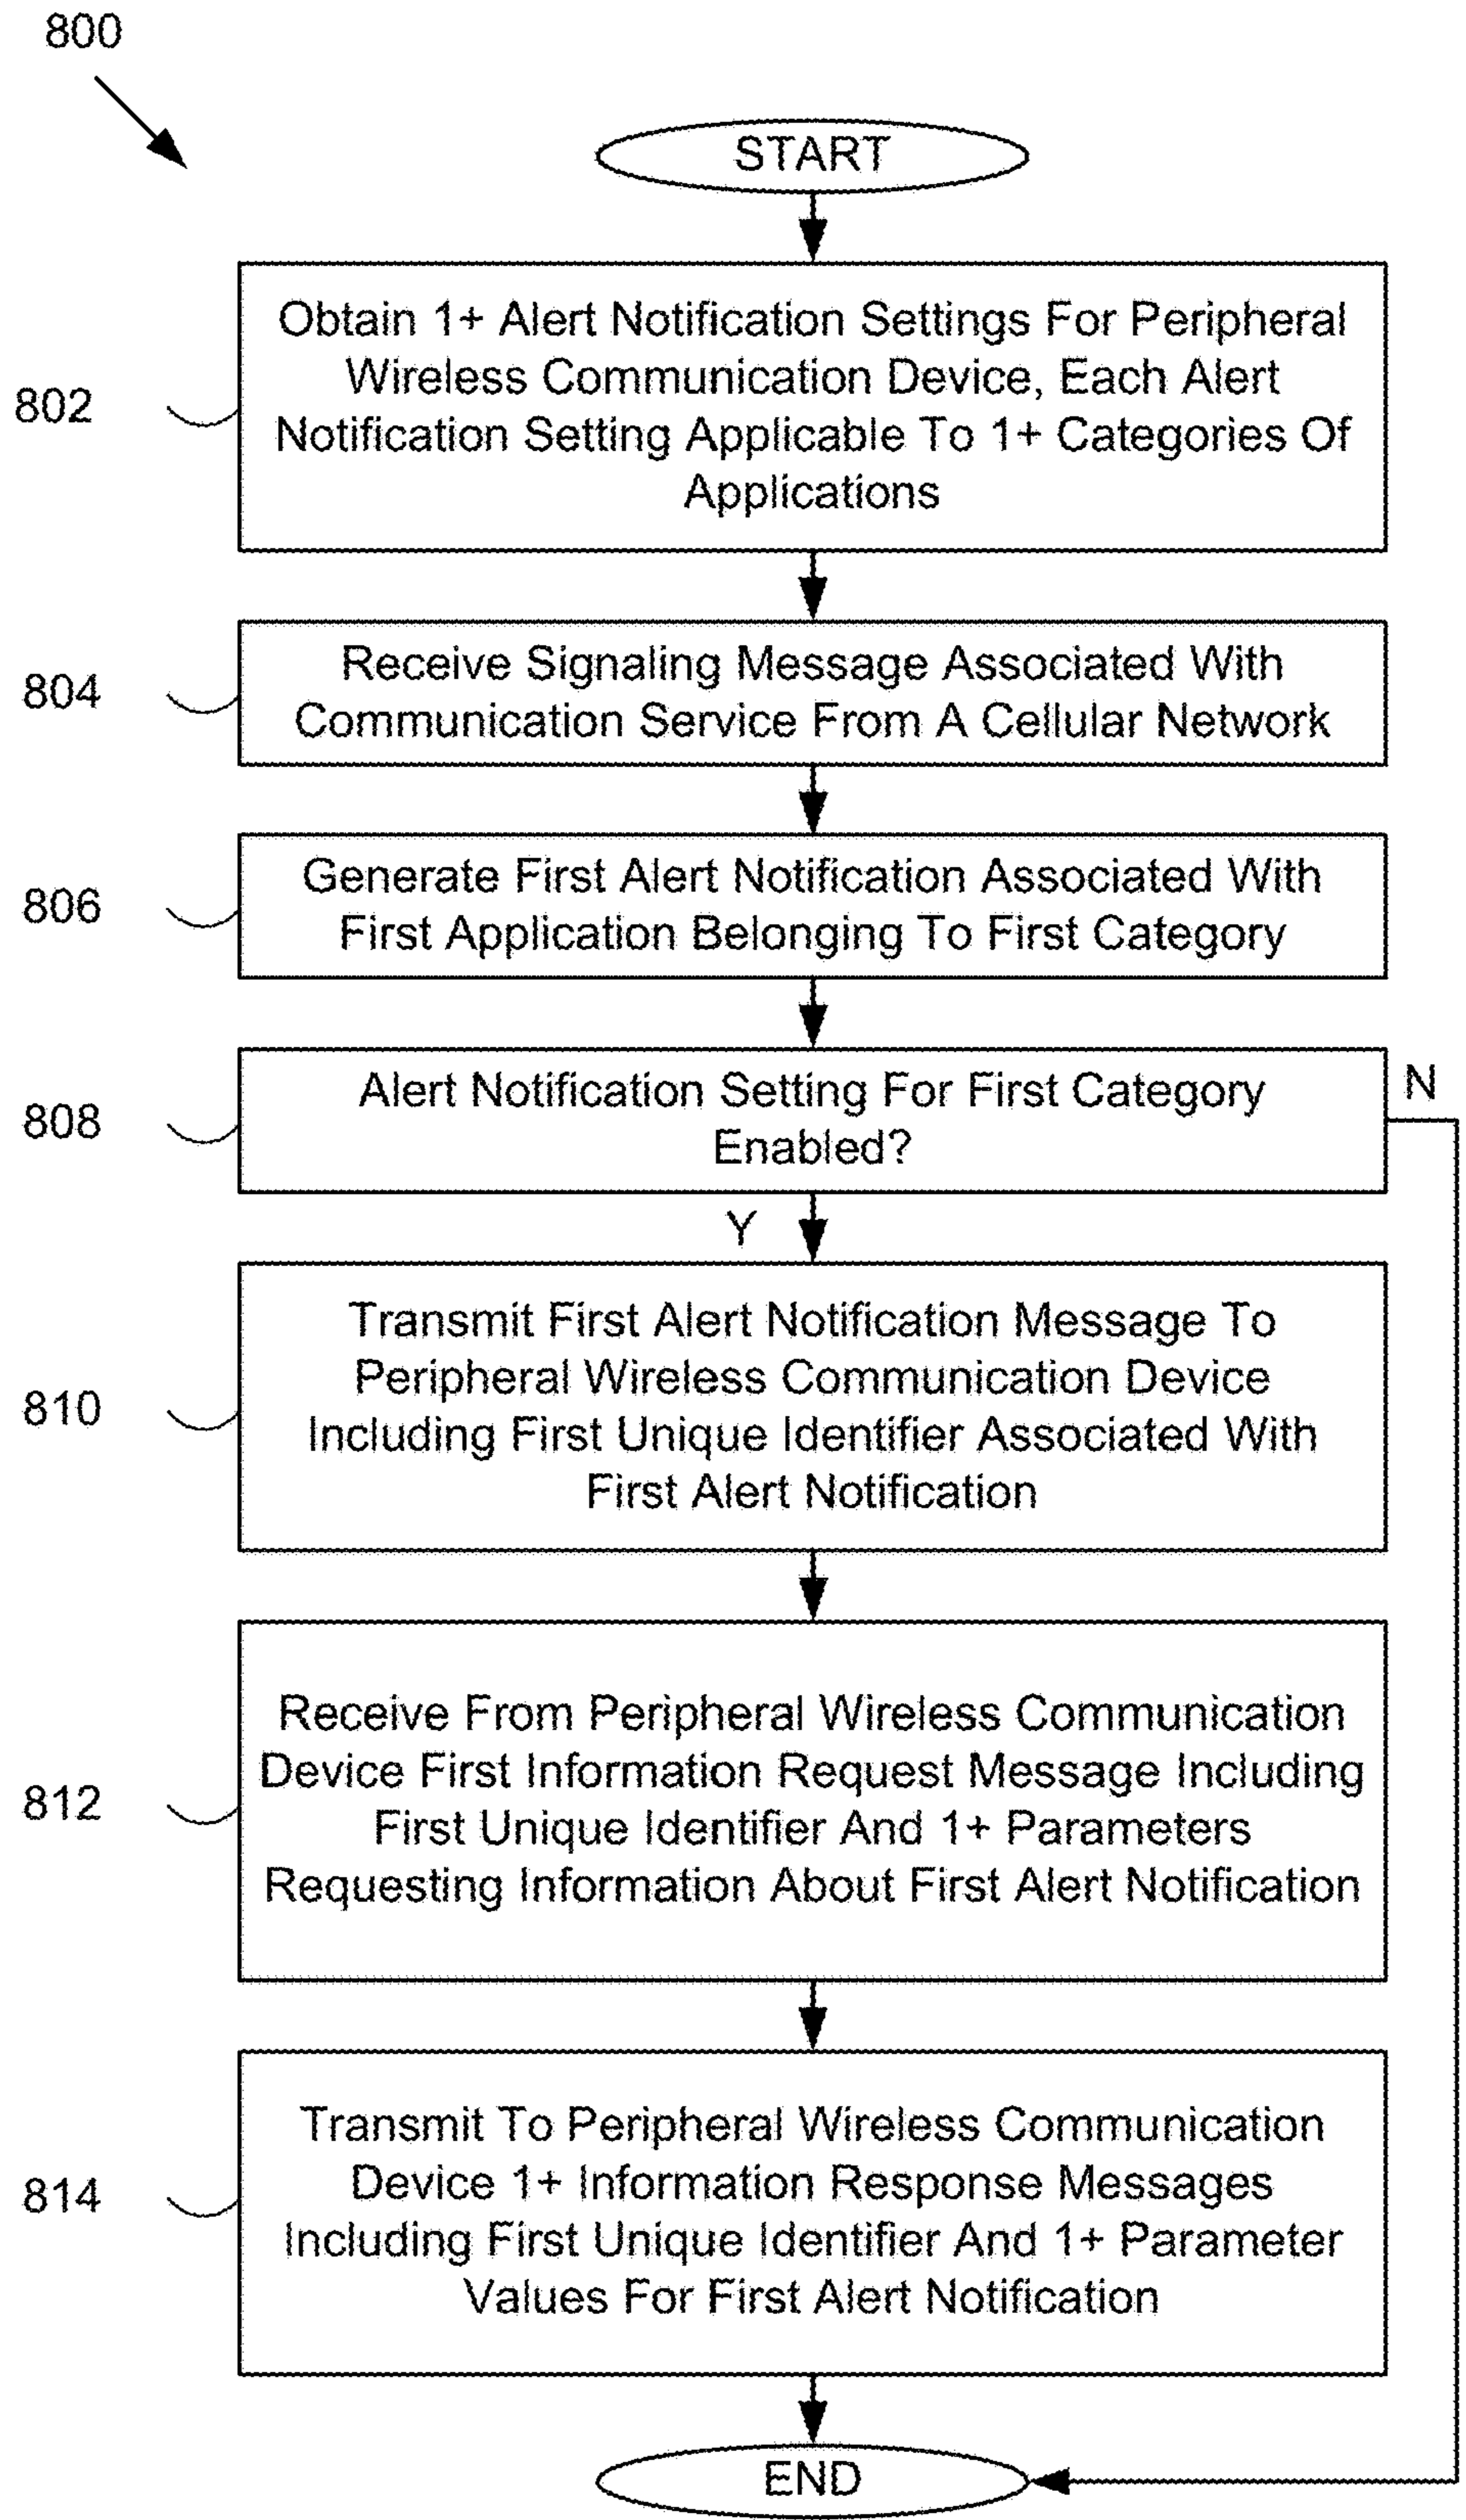 800
START
802
Obtain 1+ Alert Notification Settings For Peripheral
Wireless Communication Device, Each Alert
Notification Setting Applicable To 1+ Categories Of
Applications
804
Receive Signaling Message Associated With
Communication Service From A Cellular Network
806
Generate First Alert Notification Associated With
First Application Belonging To First Category
808
Alert Notification Setting For First Category
Enabled?
N
Y
810
Transmit First Alert Notification Message To
Peripheral Wireless Communication Device
Including First Unique Identifier Associated With
First Alert Notification
812
Receive From Peripheral Wireless Communication
Device First Information Request Message Including
First Unique Identifier And 1+ Parameters
Requesting Information About First Alert Notification
814
Transmit To Peripheral Wireless Communication
Device 1+ Information Response Messages
Including First Unique Identifier And 1+ Parameter
Values For First Alert Notification
END